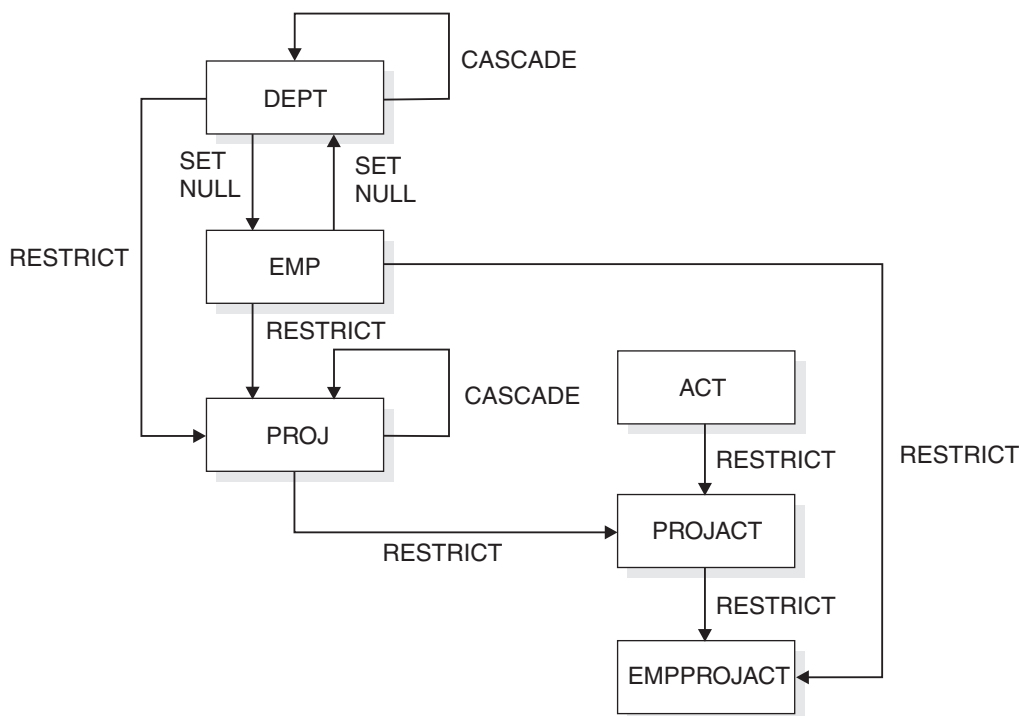 CASCADE
DEPT
SET
NULL
SET
NULL
RESTRICT
EMP
RESTRICT
CASCADE
PROJ
ACT
RESTRICT
RESTRICT
PROJACT
RESTRICT
RESTRICT
EMPPROJACT